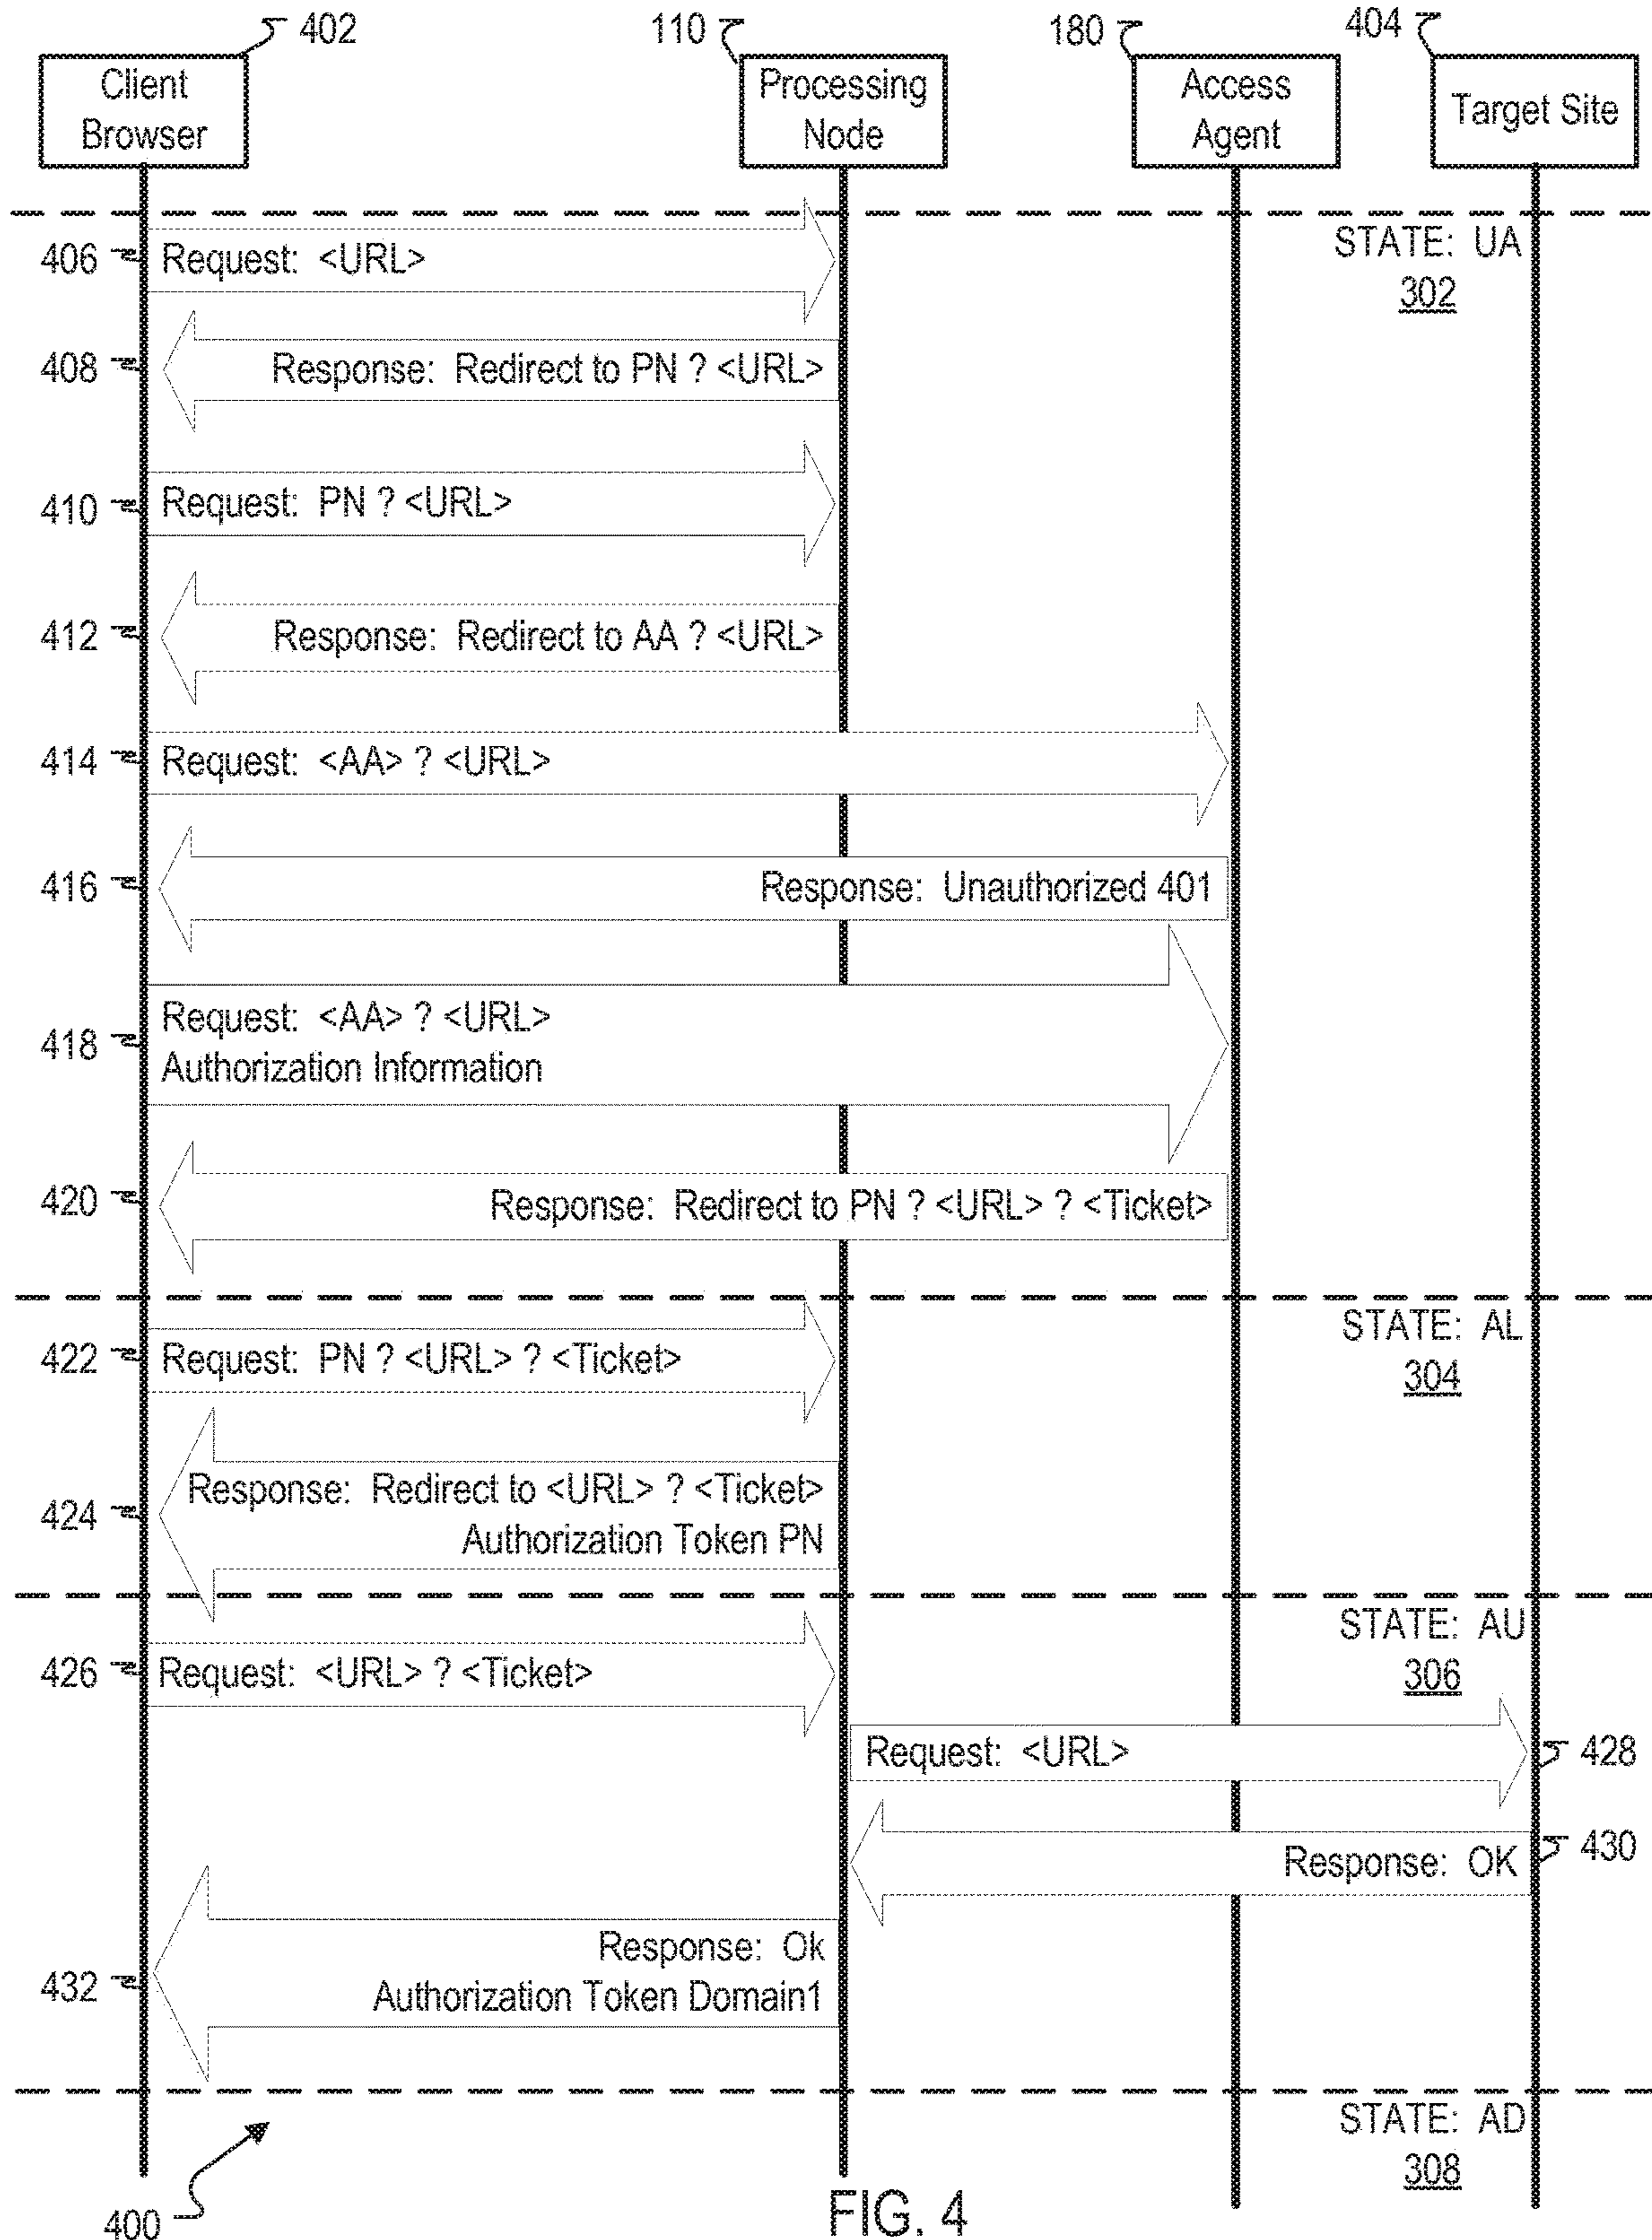 402
110
180
404
Client
Browser
Processing
Node
Access
Agent
Target Site
STATE: UA
302
406
Request: <URL>
408
Response: Redirect to PN ? <URL>
410
Request: PN ? <URL>
412
Response: Redirect to AA ? <URL>
414
Request: <AA> ? <URL>
416
Response: Unauthorized 401
418
Request: <AA> ? <URL>
Authorization Information
420
Response: Redirect to PN ? <URL> ? <Ticket>
STATE: AL
304
422
Request: PN ? <URL> ? <Ticket>
424
Response: Redirect to <URL> ? <Ticket>
Authorization Token PN
STATE: AU
306
426
Request: <URL> ? <Ticket>
Request: <URL>
428
Response: OK
430
432
Response: Ok
Authorization Token Domain1
STATE: AD
308
400
FIG. 4